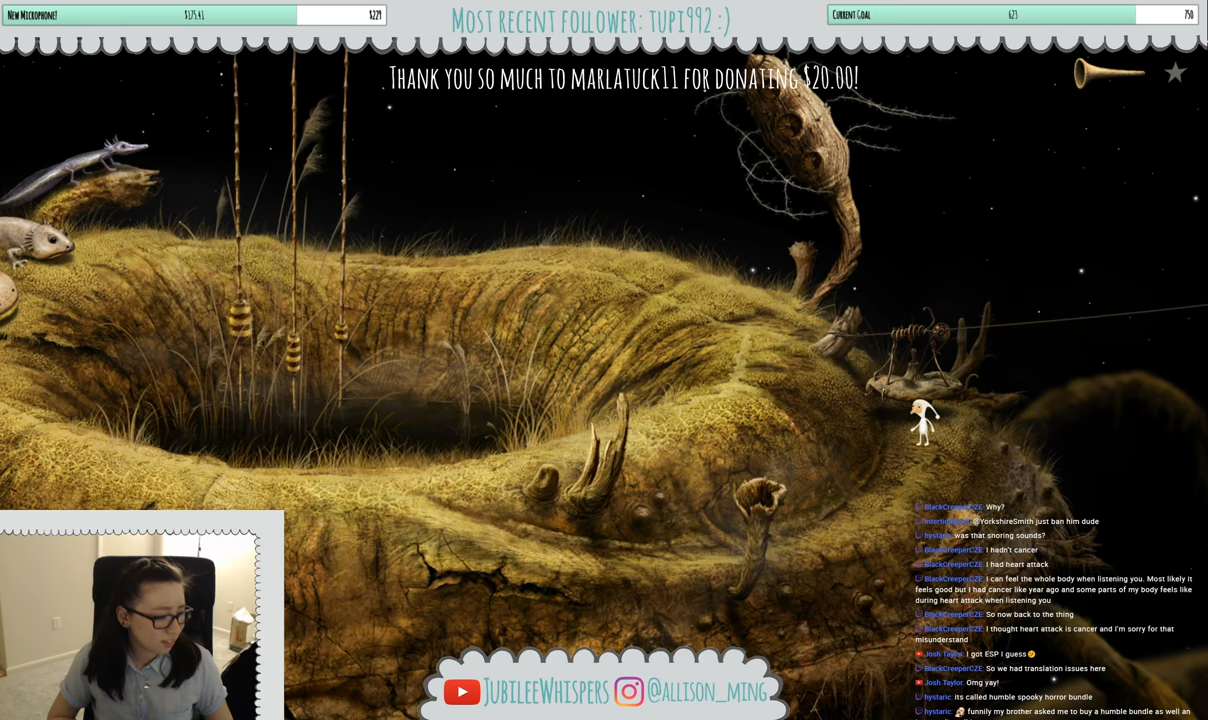 NEW MICROPHONE! $175.41 $229
MOST RECENT FOLLOWER: TUPI992 :)
CURRENT GOAL 623 750
THANK YOU SO MUCH TO MARLATUCK11 FOR DONATING $20.00!
BlackCreeperCZE: Why?
@YorkshireSmith just ban him dude
hystaric: was that snoring sounds?
BlackCreeperCZE: I hadn't cancer
BlackCreeperCZE: I had heart attack
BlackCreeperCZE: I can feel the whole body when listening you. Most likely it
feels good but I had cancer like year ago and some parts of my body feels like
during heart attack when listening you
BlackCreeperCZE: So now back to the thing
BlackCreeperCZE: I thought heart attack is cancer and I'm sorry for that
misunderstand
Josh Taylor: I got ESP I guess
BlackCreeperCZE: So we had translation issues here
Josh Taylor: Omg yay!
hystaric: its called humble spooky horror bundle
hystaric: funnily my brother asked me to buy a humble bundle as well an
JUBILEEWHISPERS @ALLISON_MING